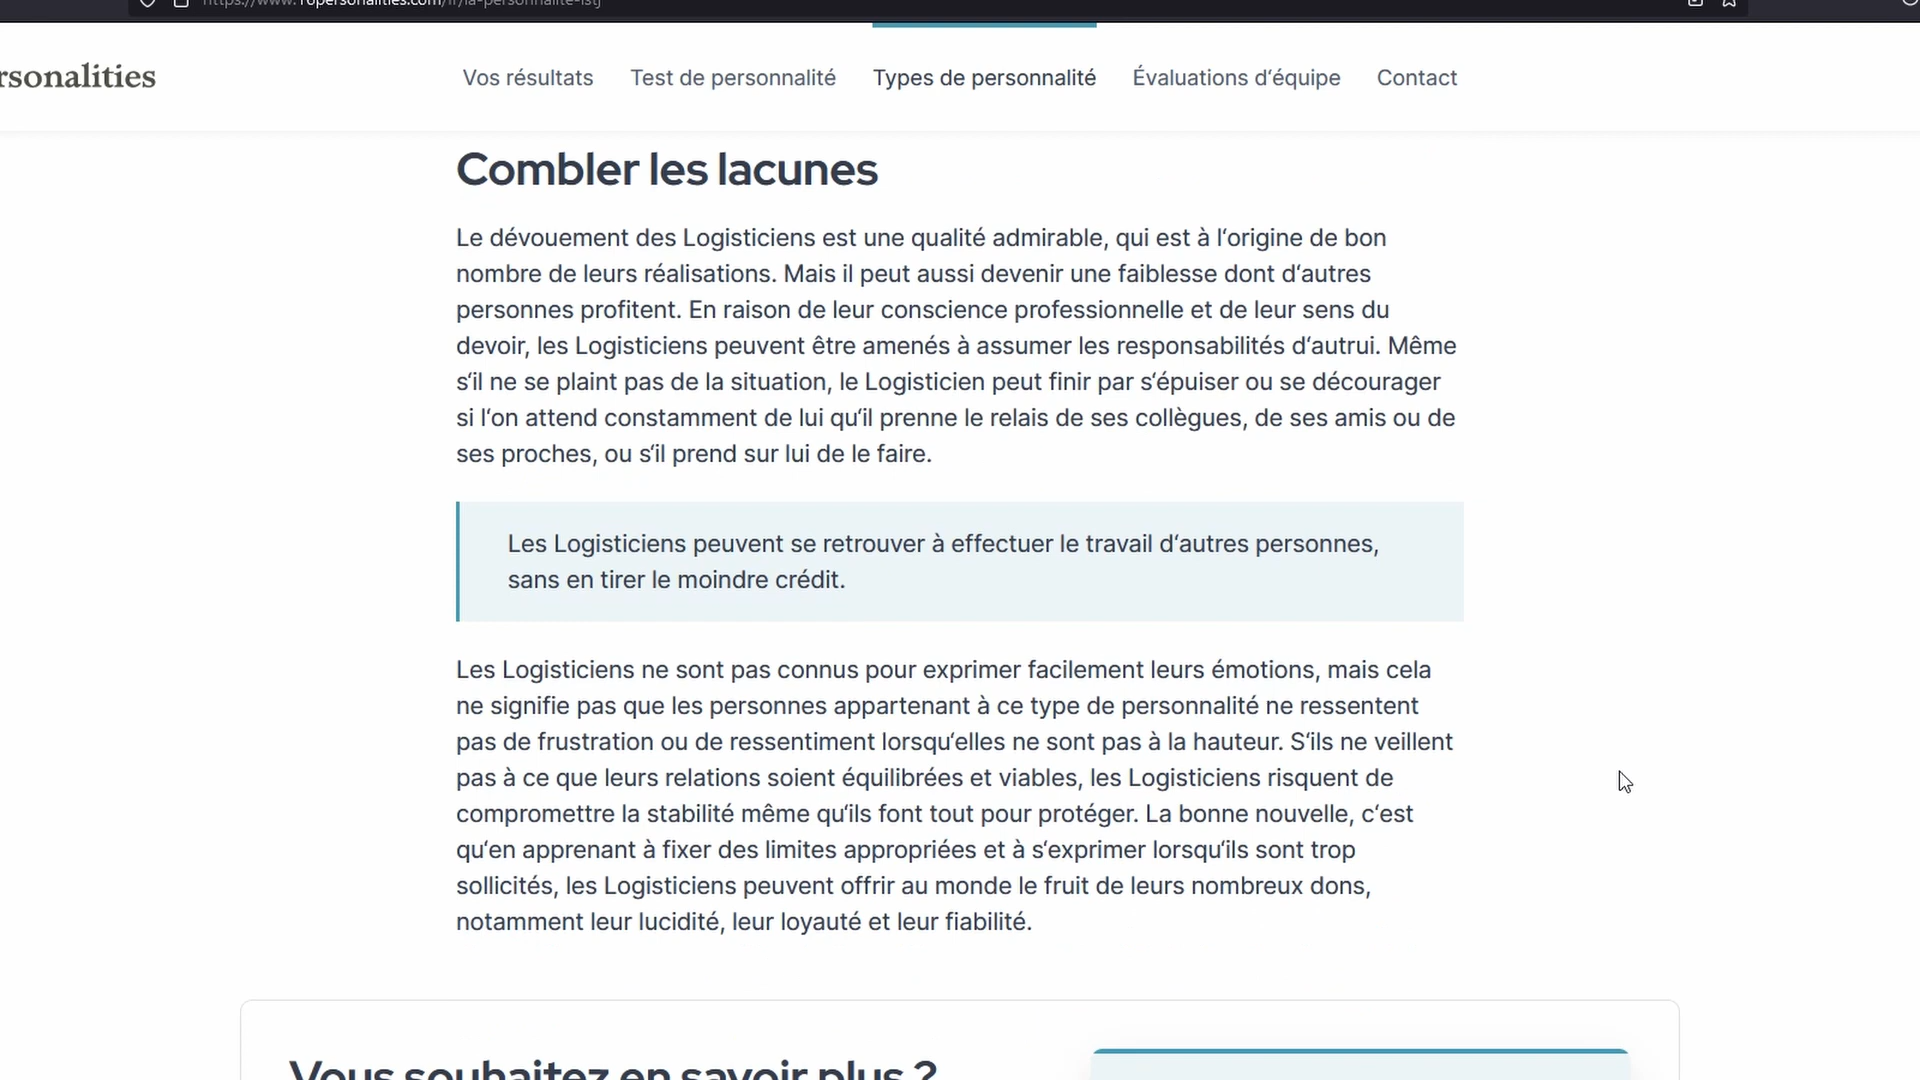 https://www.16personalities.com/fr/la-personnalite-istj
rsonalities
Vos résultats Test de personnalité Types de personnalité Évaluations d‘équipe Contact
Combler les lacunes
Le dévouement des Logisticiens est une qualité admirable, qui est à l‘origine de bon
nombre de leurs réalisations. Mais il peut aussi devenir une faiblesse dont d‘autres
personnes profitent. En raison de leur conscience professionnelle et de leur sens du
devoir, les Logisticiens peuvent être amenés à assumer les responsabilités d‘autrui. Même
s‘il ne se plaint pas de la situation, le Logisticien peut finir par s‘épuiser ou se décourager
si l‘on attend constamment de lui qu‘il prenne le relais de ses collègues, de ses amis ou de
ses proches, ou s‘il prend sur lui de le faire.
Les Logisticiens peuvent se retrouver à effectuer le travail d‘autres personnes,
sans en tirer le moindre crédit.
Les Logisticiens ne sont pas connus pour exprimer facilement leurs émotions, mais cela
ne signifie pas que les personnes appartenant à ce type de personnalité ne ressentent
pas de frustration ou de ressentiment lorsqu‘elles ne sont pas à la hauteur. S‘ils ne veillent
pas à ce que leurs relations soient équilibrées et viables, les Logisticiens risquent de
compromettre la stabilité même qu‘ils font tout pour protéger. La bonne nouvelle, c‘est
qu‘en apprenant à fixer des limites appropriées et à s‘exprimer lorsqu‘ils sont trop
sollicités, les Logisticiens peuvent offrir au monde le fruit de leurs nombreux dons,
notamment leur lucidité, leur loyauté et leur fiabilité.
Vous souhaitez en savoir plus ?